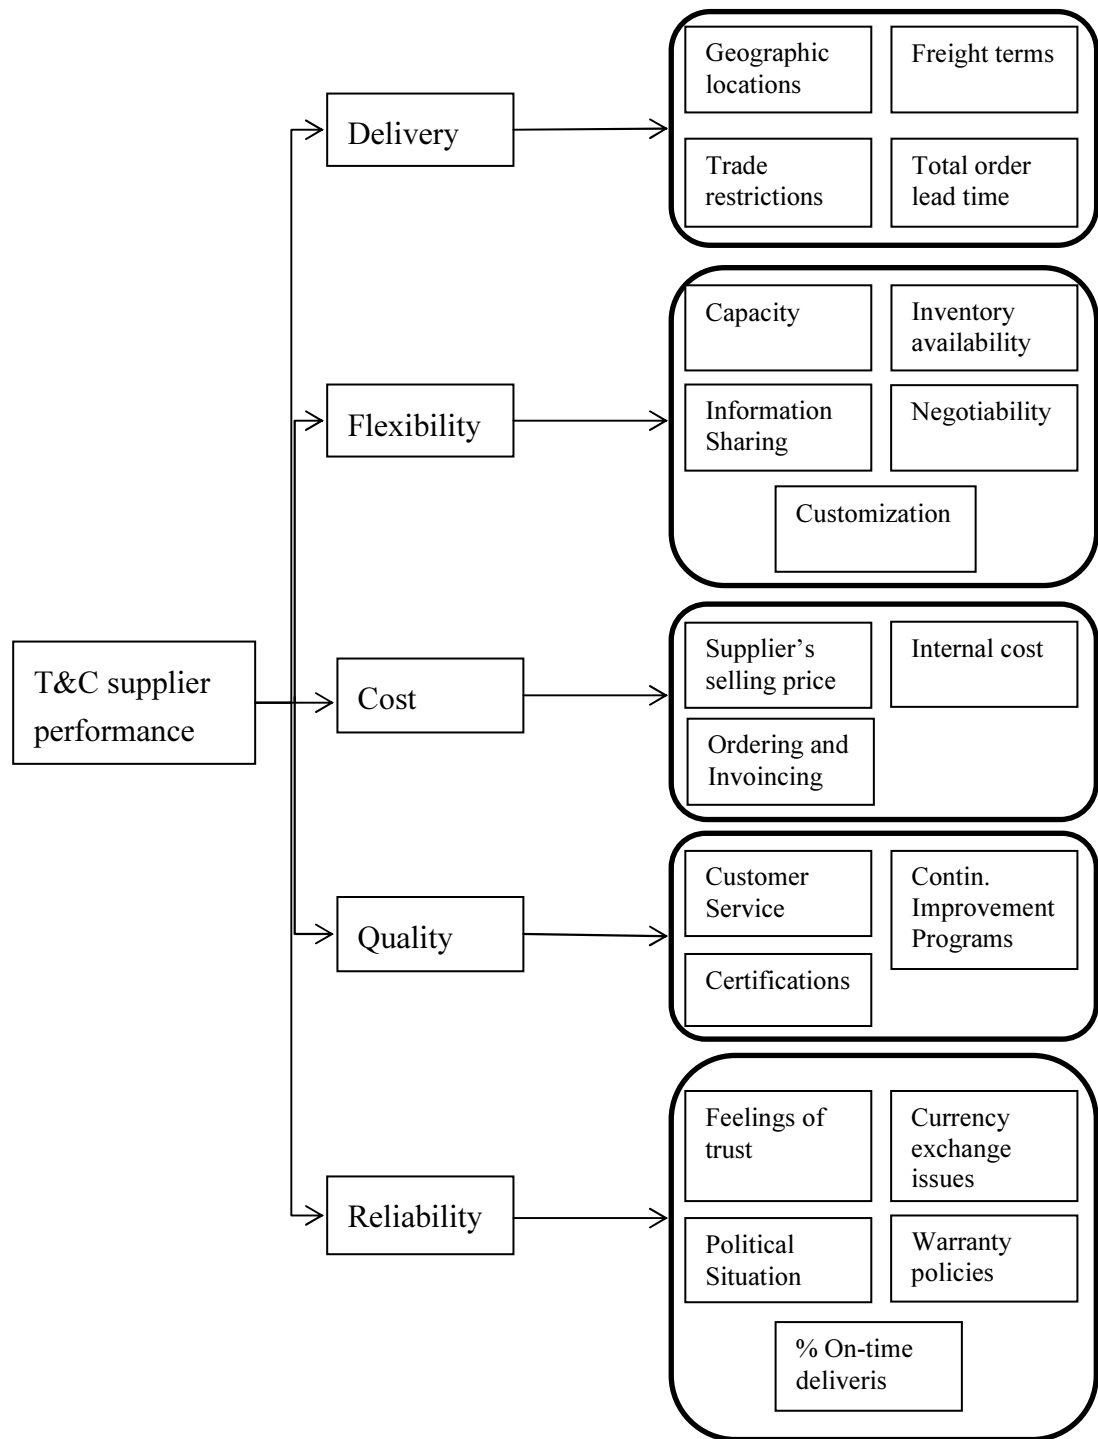 Geographic
locations
Freight terms
Delivery
Trade
restrictions
Total order
lead time
Capacity
Inventory
availability
Flexibility
Information
Sharing
Negotiability
Customization
T&C supplier
performance
Cost
Supplier’s
selling price
Internal cost
Ordering and
Invoincing
Quality
Customer
Service
Contin.
Improvement
Programs
Certifications
Reliability
Feelings of
trust
Currency
exchange
issues
Political
Situation
Warranty
policies
% On-time
deliveris